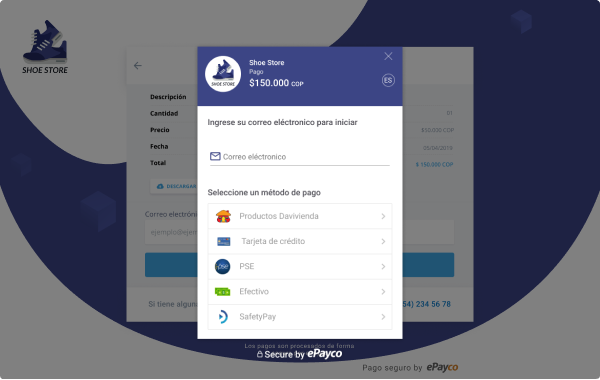 SHOE STORE
SHOE STORE
Shoe Store
Pago
$150.000 COP
ES
Descripción
Cantidad
01
Precio
$150.000 COP
Fecha
05/04/2019
Total
$ 150.000 COP
DESCARGAR
Correo electróni
ejemplo@ejem
Si tiene algun
54) 234 56 78
Ingrese su correo eléctronico para iniciar
Correo eléctronico
Seleccione un método de pago
Productos Davivienda
Tarjeta de crédito
PSE
PSE
Efectivo
SafetyPay
Los pagos son procesados de forma
Secure by ePayco
Pago seguro by ePayco